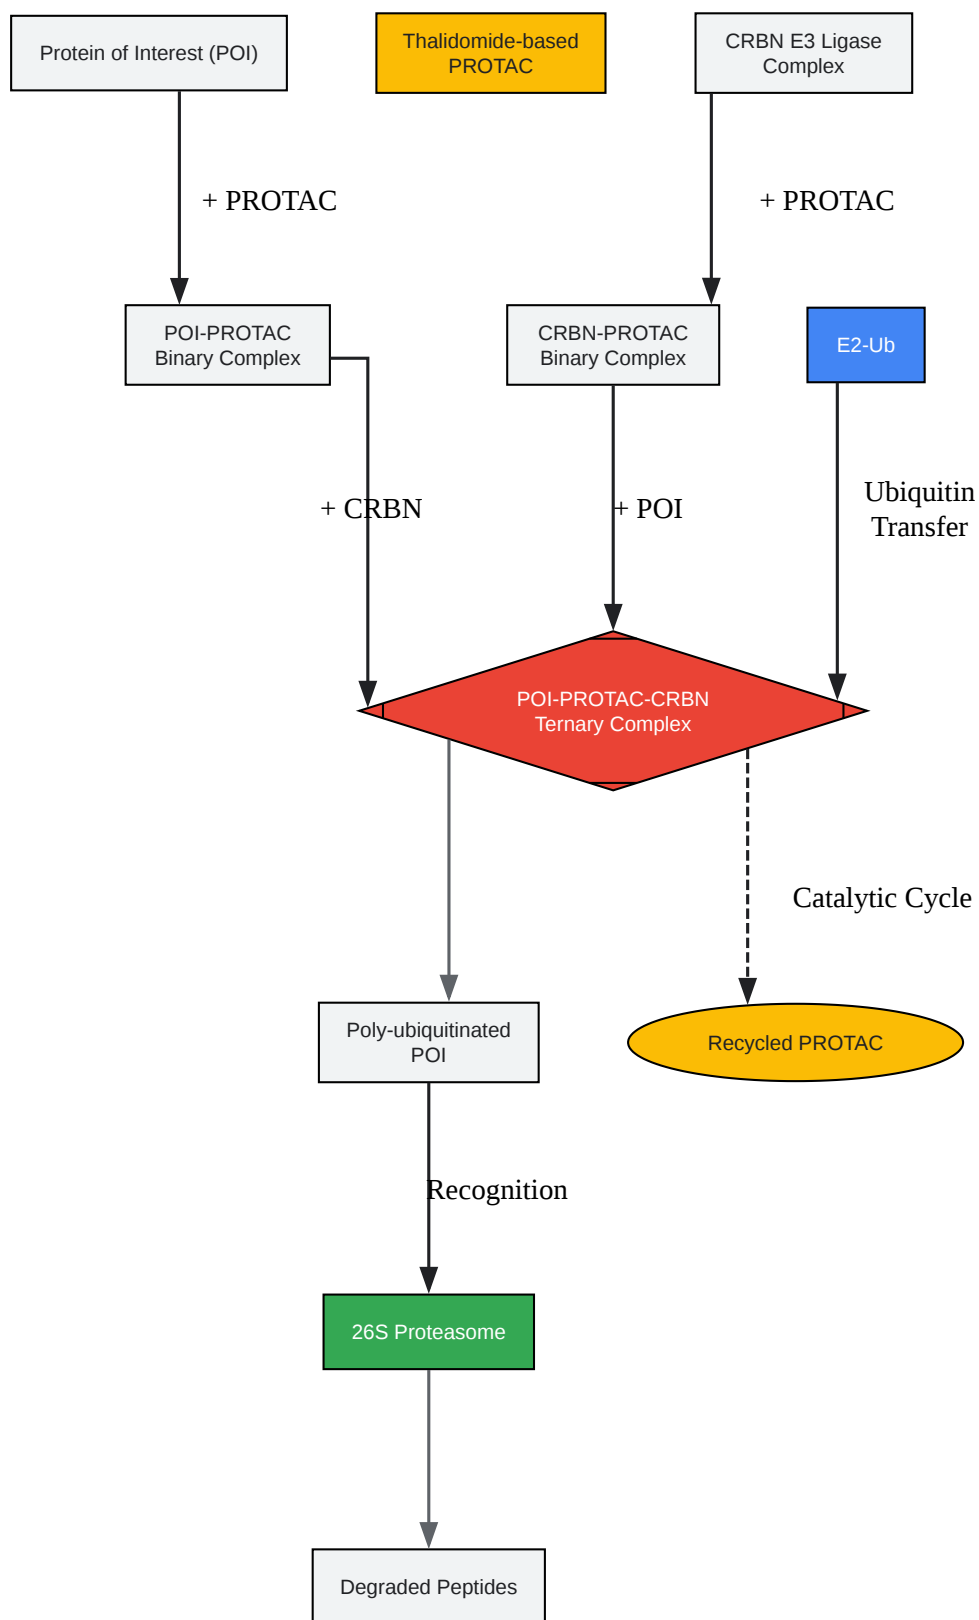 Protein of Interest (POI)
Thalidomide-based
PROTAC
CRBN E3 Ligase
Complex
+ PROTAC
+ PROTAC
POI-PROTAC
Binary Complex
CRBN-PROTAC
Binary Complex
E2-Ub
+ CRBN
+ POI
Ubiquitin
Transfer
POI-PROTAC-CRBN
Ternary Complex
Catalytic Cycle
Poly-ubiquitinated
POI
Recycled PROTAC
Recognition
26S Proteasome
Degraded Peptides